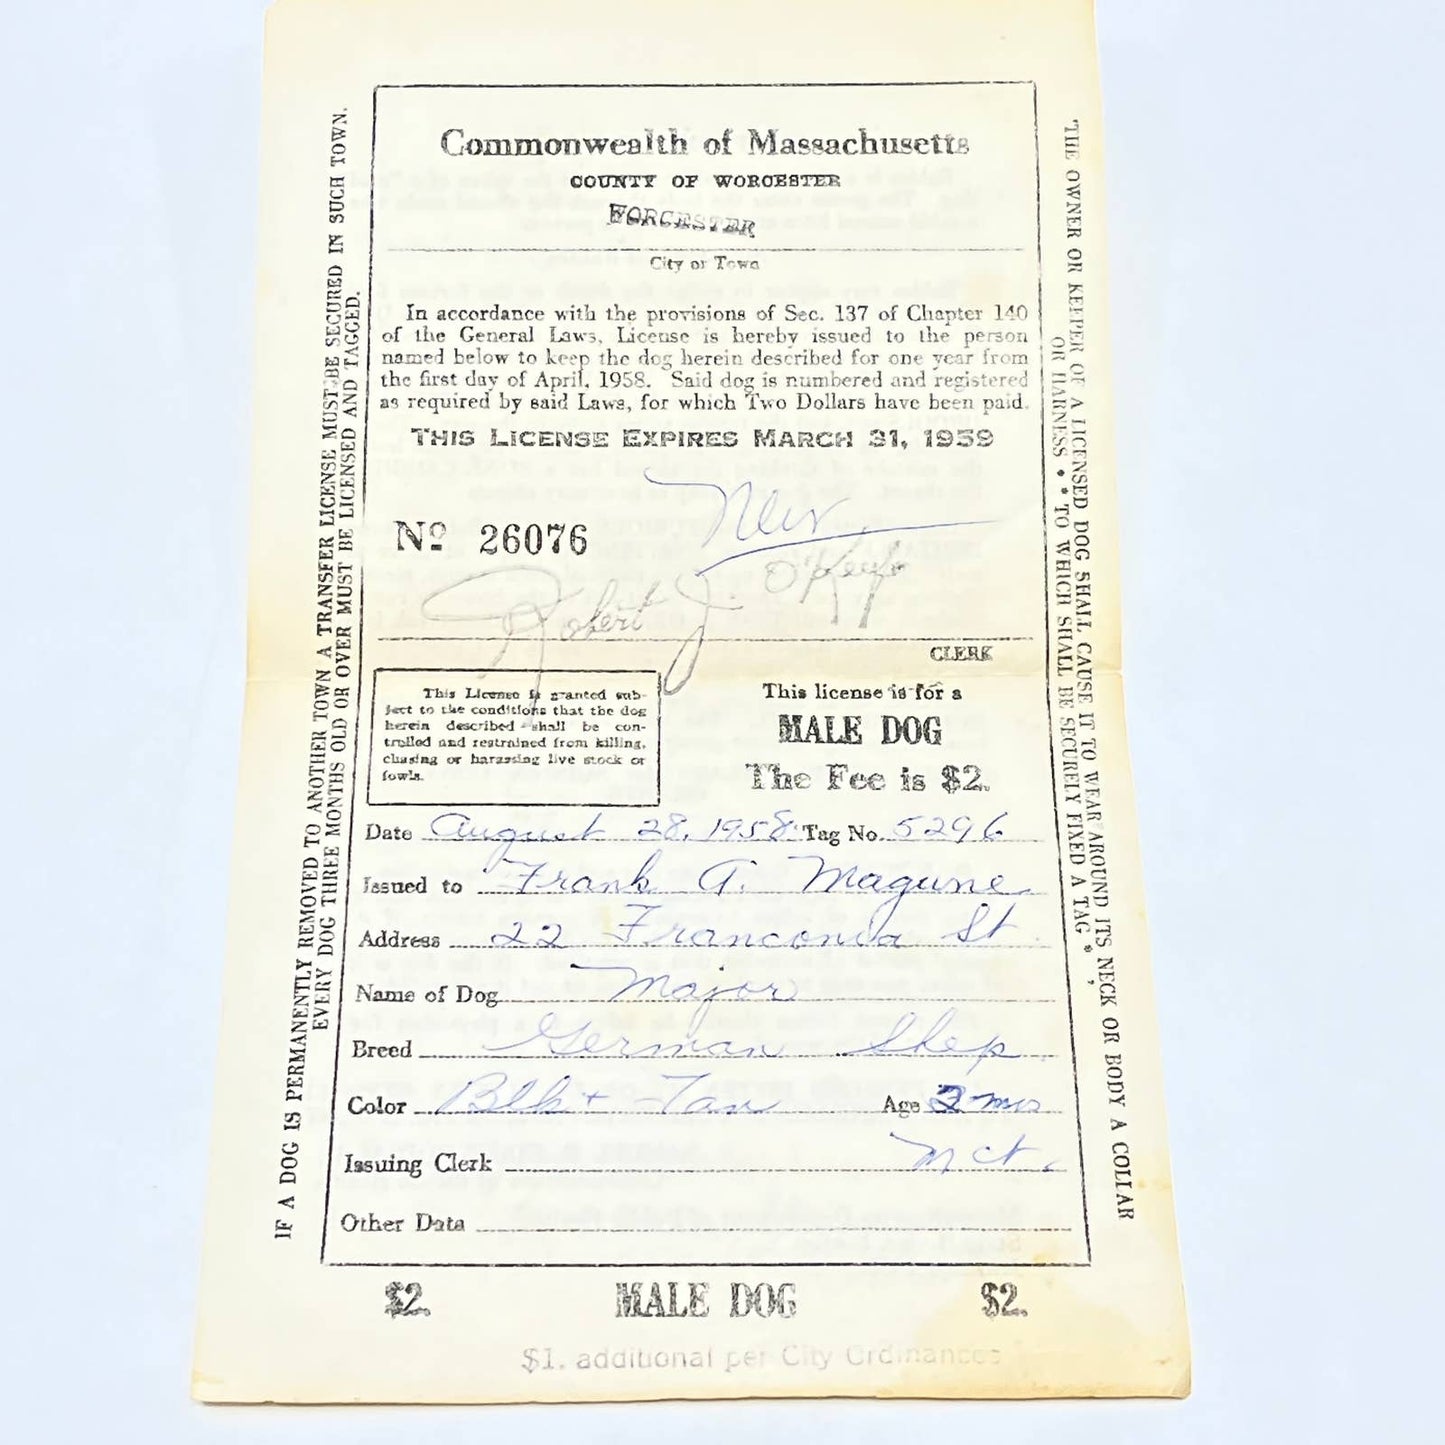 Commonwealth of Massachusetts
COUNTY OF WORCESTER
WORCESTER
City or Town
In accordance with the provisions of Sec. 137 of Chapter 140
of the General Laws, License is hereby issued to the person
named below to keep the dog herein described for one year from
the first day of April, 1958. Said dog is numbered and registered
as required by said Laws, for which Two Dollars have been paid.
THIS LICENSE EXPIRES MARCH 31, 1959
New
Nº 26076
Robert J. O'Keefe
CLERK
This License is granted sub-
ject to the conditions that the dog
herein described shall be con-
trolled and restrained from killing,
chasing or harassing live stock or
fowls.
This license is for a
MALE DOG
The Fee is $2.
Date August 28, 1958 Tag No. 5296
Issued to Frank A. Magune
Address 22 Franconia St.
Name of Dog Major
Breed German Shep.
Color Blk + Tan Age mos
Issuing Clerk
Other Data
$2. MALE DOG $2.
$1. additional per City Ordinances
IF A DOG IS PERMANENTLY REMOVED TO ANOTHER TOWN A TRANSFER LICENSE MUST BE SECURED IN SUCH TOWN.
EVERY DOG THREE MONTHS OLD OR OVER MUST BE LICENSED AND TAGGED.
THE OWNER OR KEEPER OF A LICENSED DOG SHALL CAUSE IT TO WEAR AROUND ITS NECK OR BODY A COLLAR
OR HARNESS * * TO WHICH SHALL BE SECURELY FIXED A TAG * ,